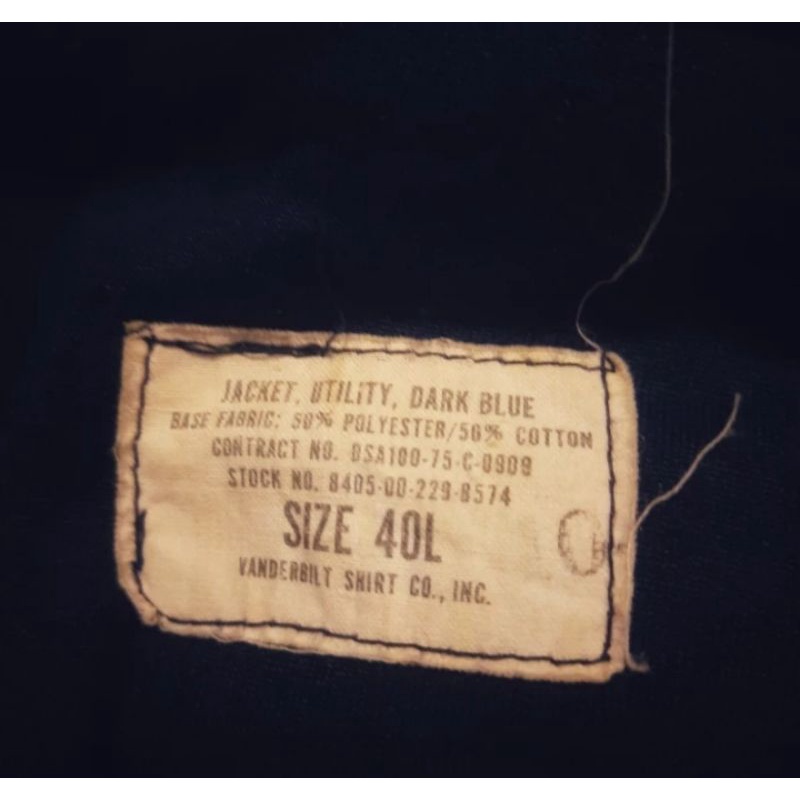 JACKET, UTILITY, DARK BLUE
BASE FABRIC: 50% POLYESTER/50% COTTON
CONTRACT NO. DSA100-75-C-0909
STOCK NO. 8405-00-229-8574
SIZE 40L
VANDERBILT SHIRT CO., INC.